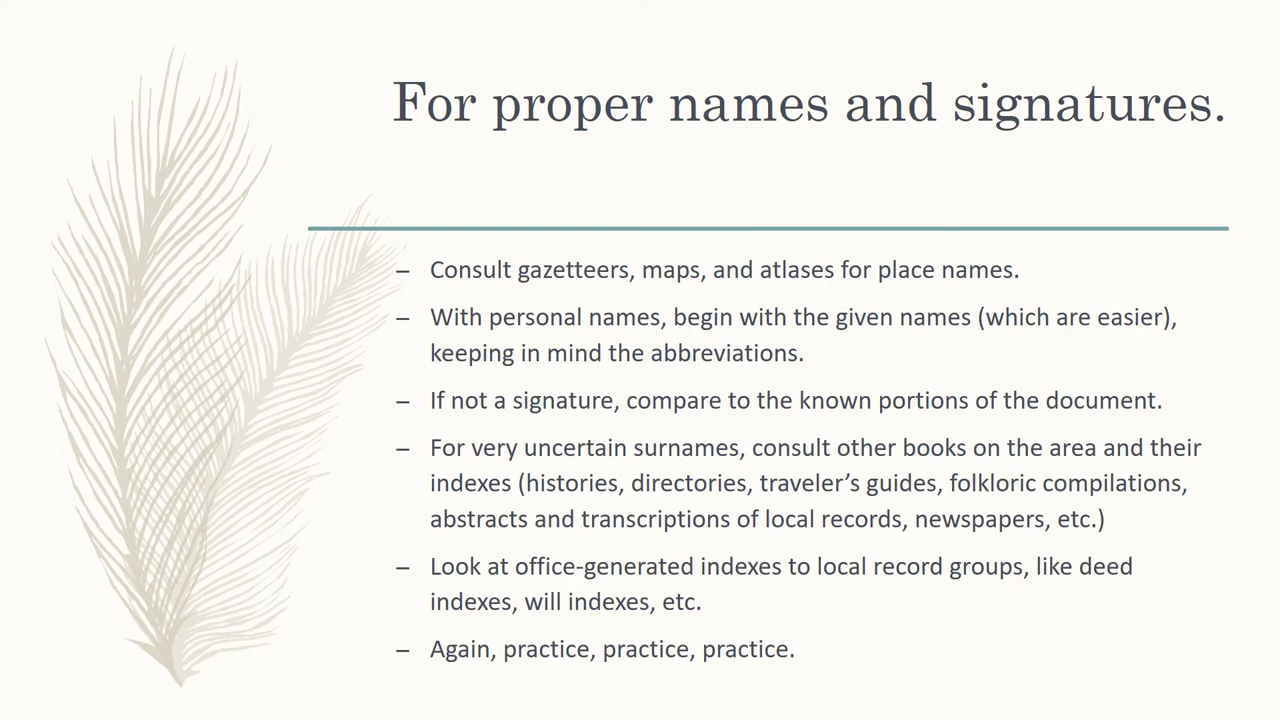 For proper names and signatures.
– Consult gazetteers, maps, and atlases for place names.
– With personal names, begin with the given names (which are easier),
keeping in mind the abbreviations.
– If not a signature, compare to the known portions of the document.
– For very uncertain surnames, consult other books on the area and their
indexes (histories, directories, traveler’s guides, folkloric compilations,
abstracts and transcriptions of local records, newspapers, etc.)
– Look at office-generated indexes to local record groups, like deed
indexes, will indexes, etc.
– Again, practice, practice, practice.